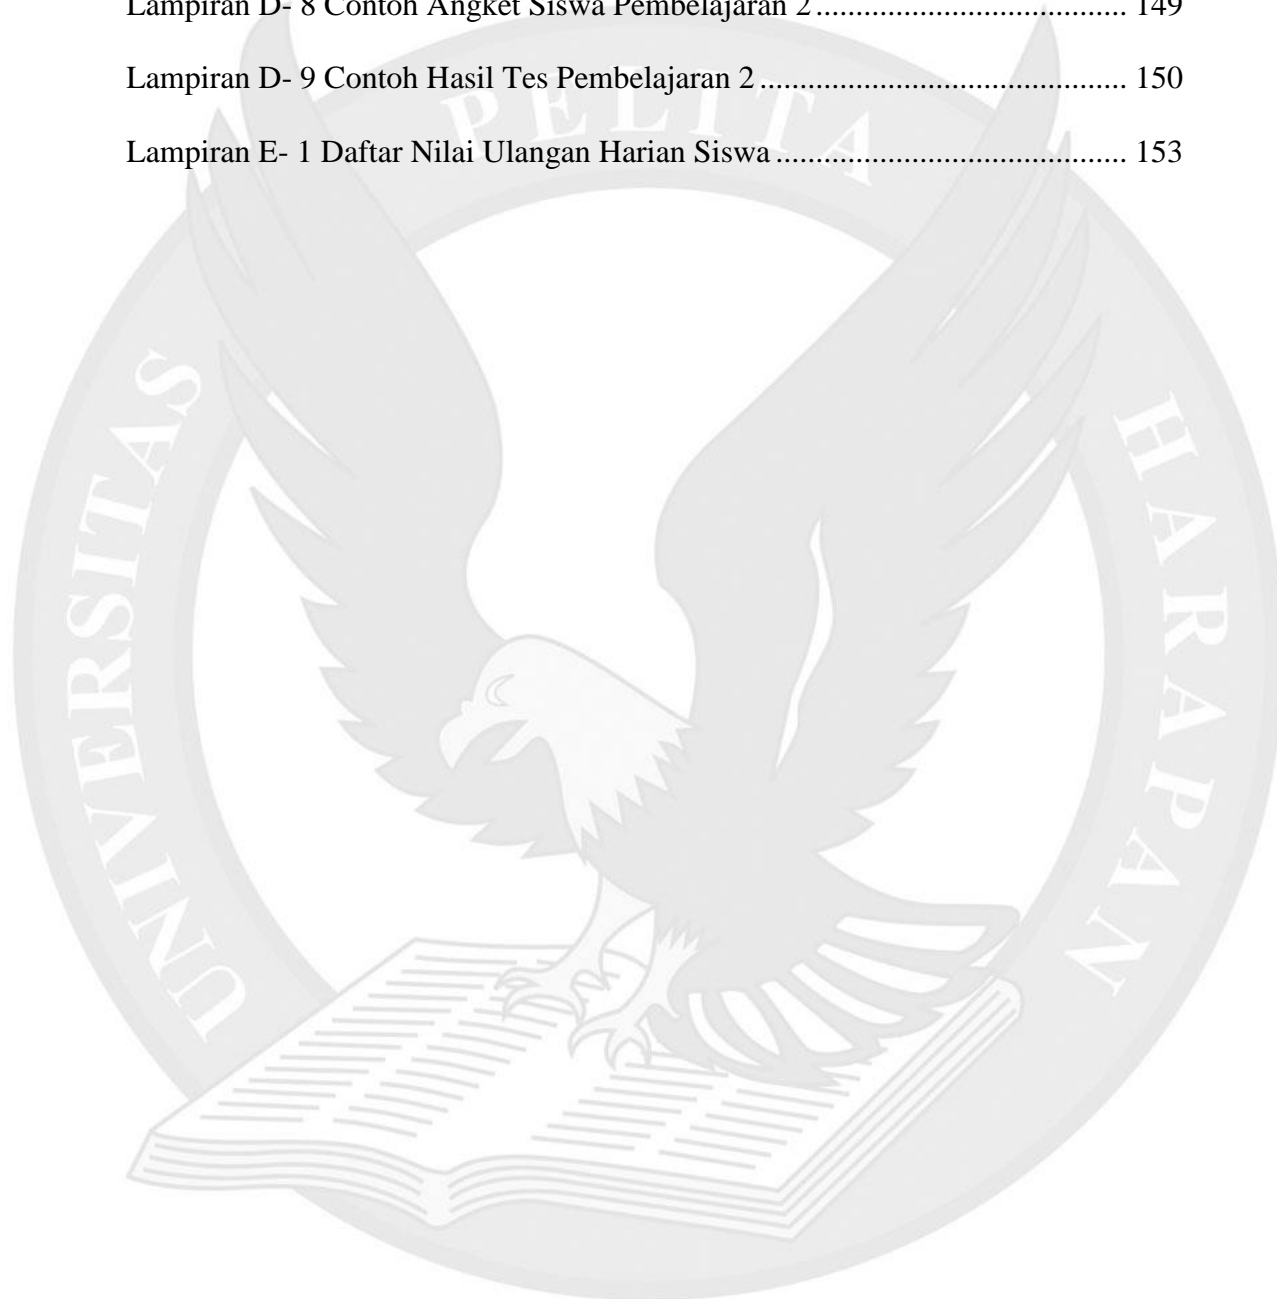 Lampiran D- 8 Contoh Angket Siswa Pembelajaran 2....................................... 149
Lampiran D- 9 Contoh Hasil Tes Pembelajaran 2.............................................. 150
Lampiran E- 1 Daftar Nilai Ulangan Harian Siswa............................................ 153
UNIVERSITAS PELITA HARAPAN